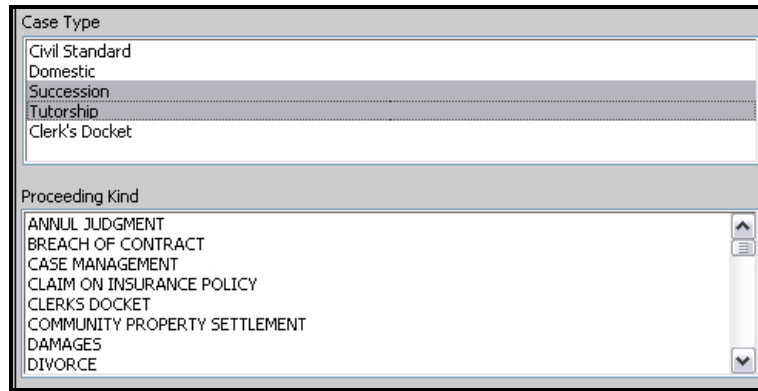 Case Type
Civil Standard
Domestic
Succession
Tutorship
Clerk's Docket
Proceeding Kind
ANNUL JUDGMENT
BREACH OF CONTRACT
CASE MANAGEMENT
CLAIM ON INSURANCE POLICY
CLERKS DOCKET
COMMUNITY PROPERTY SETTLEMENT
DAMAGES
DIVORCE